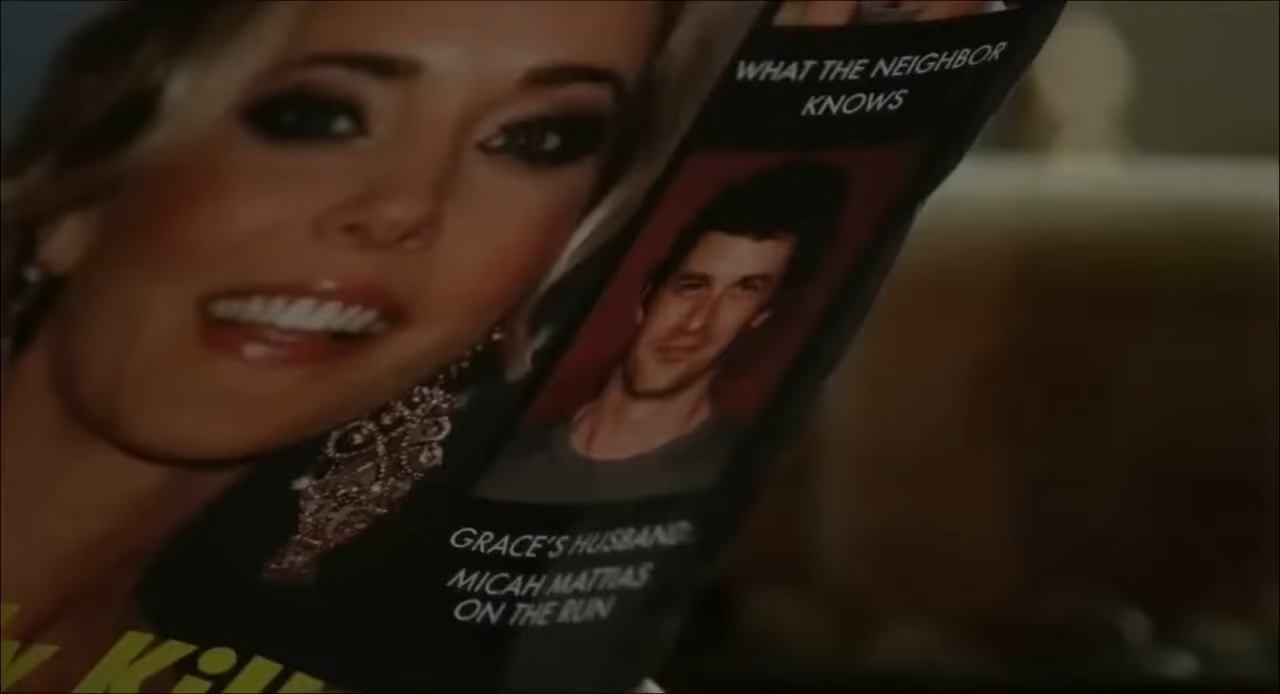 WHAT THE NEIGHBOR
KNOWS
GRACE'S HUSBAND:
MICAH MATTIAS
ON THE RUN